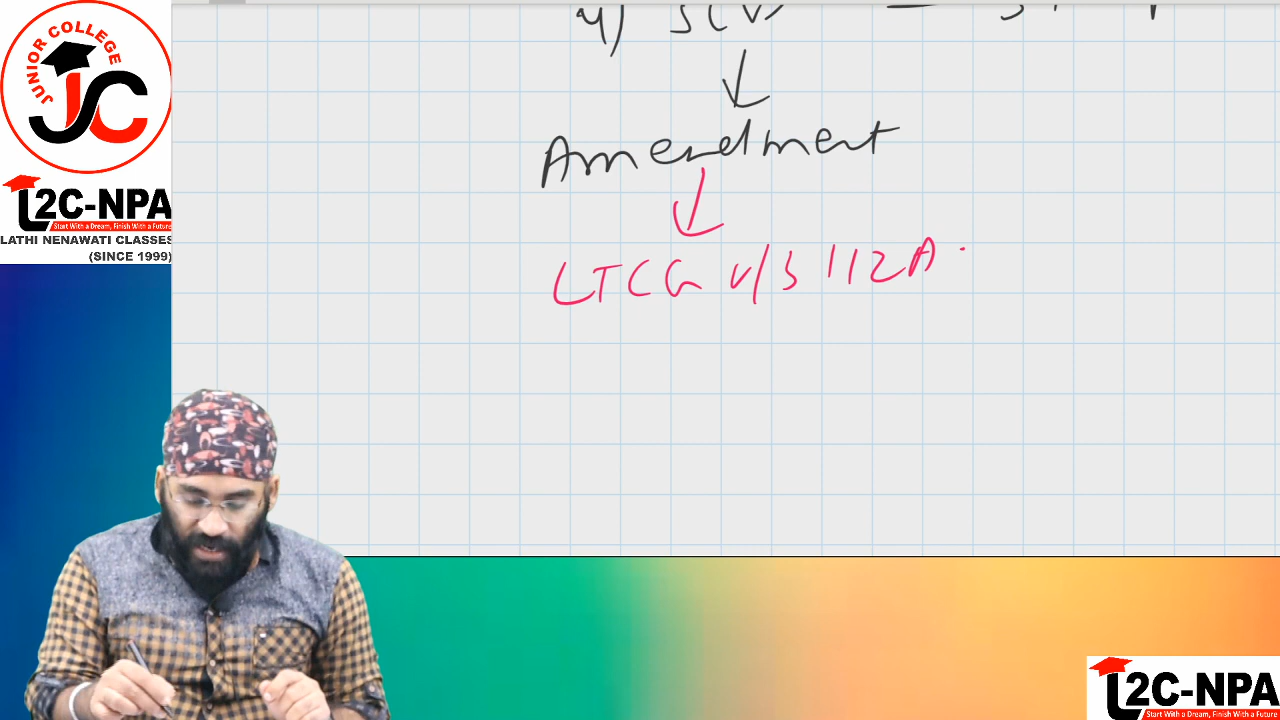 JUNIOR COLLEGE
JC
L2C-NPA
Start With a Dream, Finish With a Future
LATHI NENAWATI CLASSES
(SINCE 1999)
Amendment
LTCG u/s 112A.
L2C-NPA
Start With a Dream, Finish With a Future